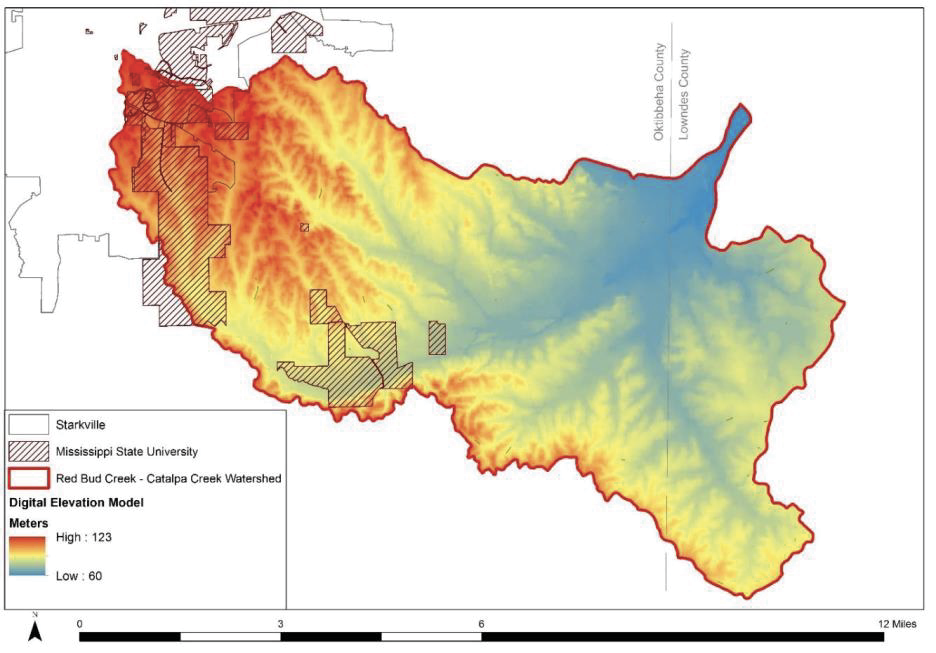 Oktibbeha County
Lowndes County
Starkville
Mississippi State University
Red Bud Creek - Catalpa Creek Watershed
Digital Elevation Model
Meters
High : 123
Low : 60
N
0 3 6 12 Miles